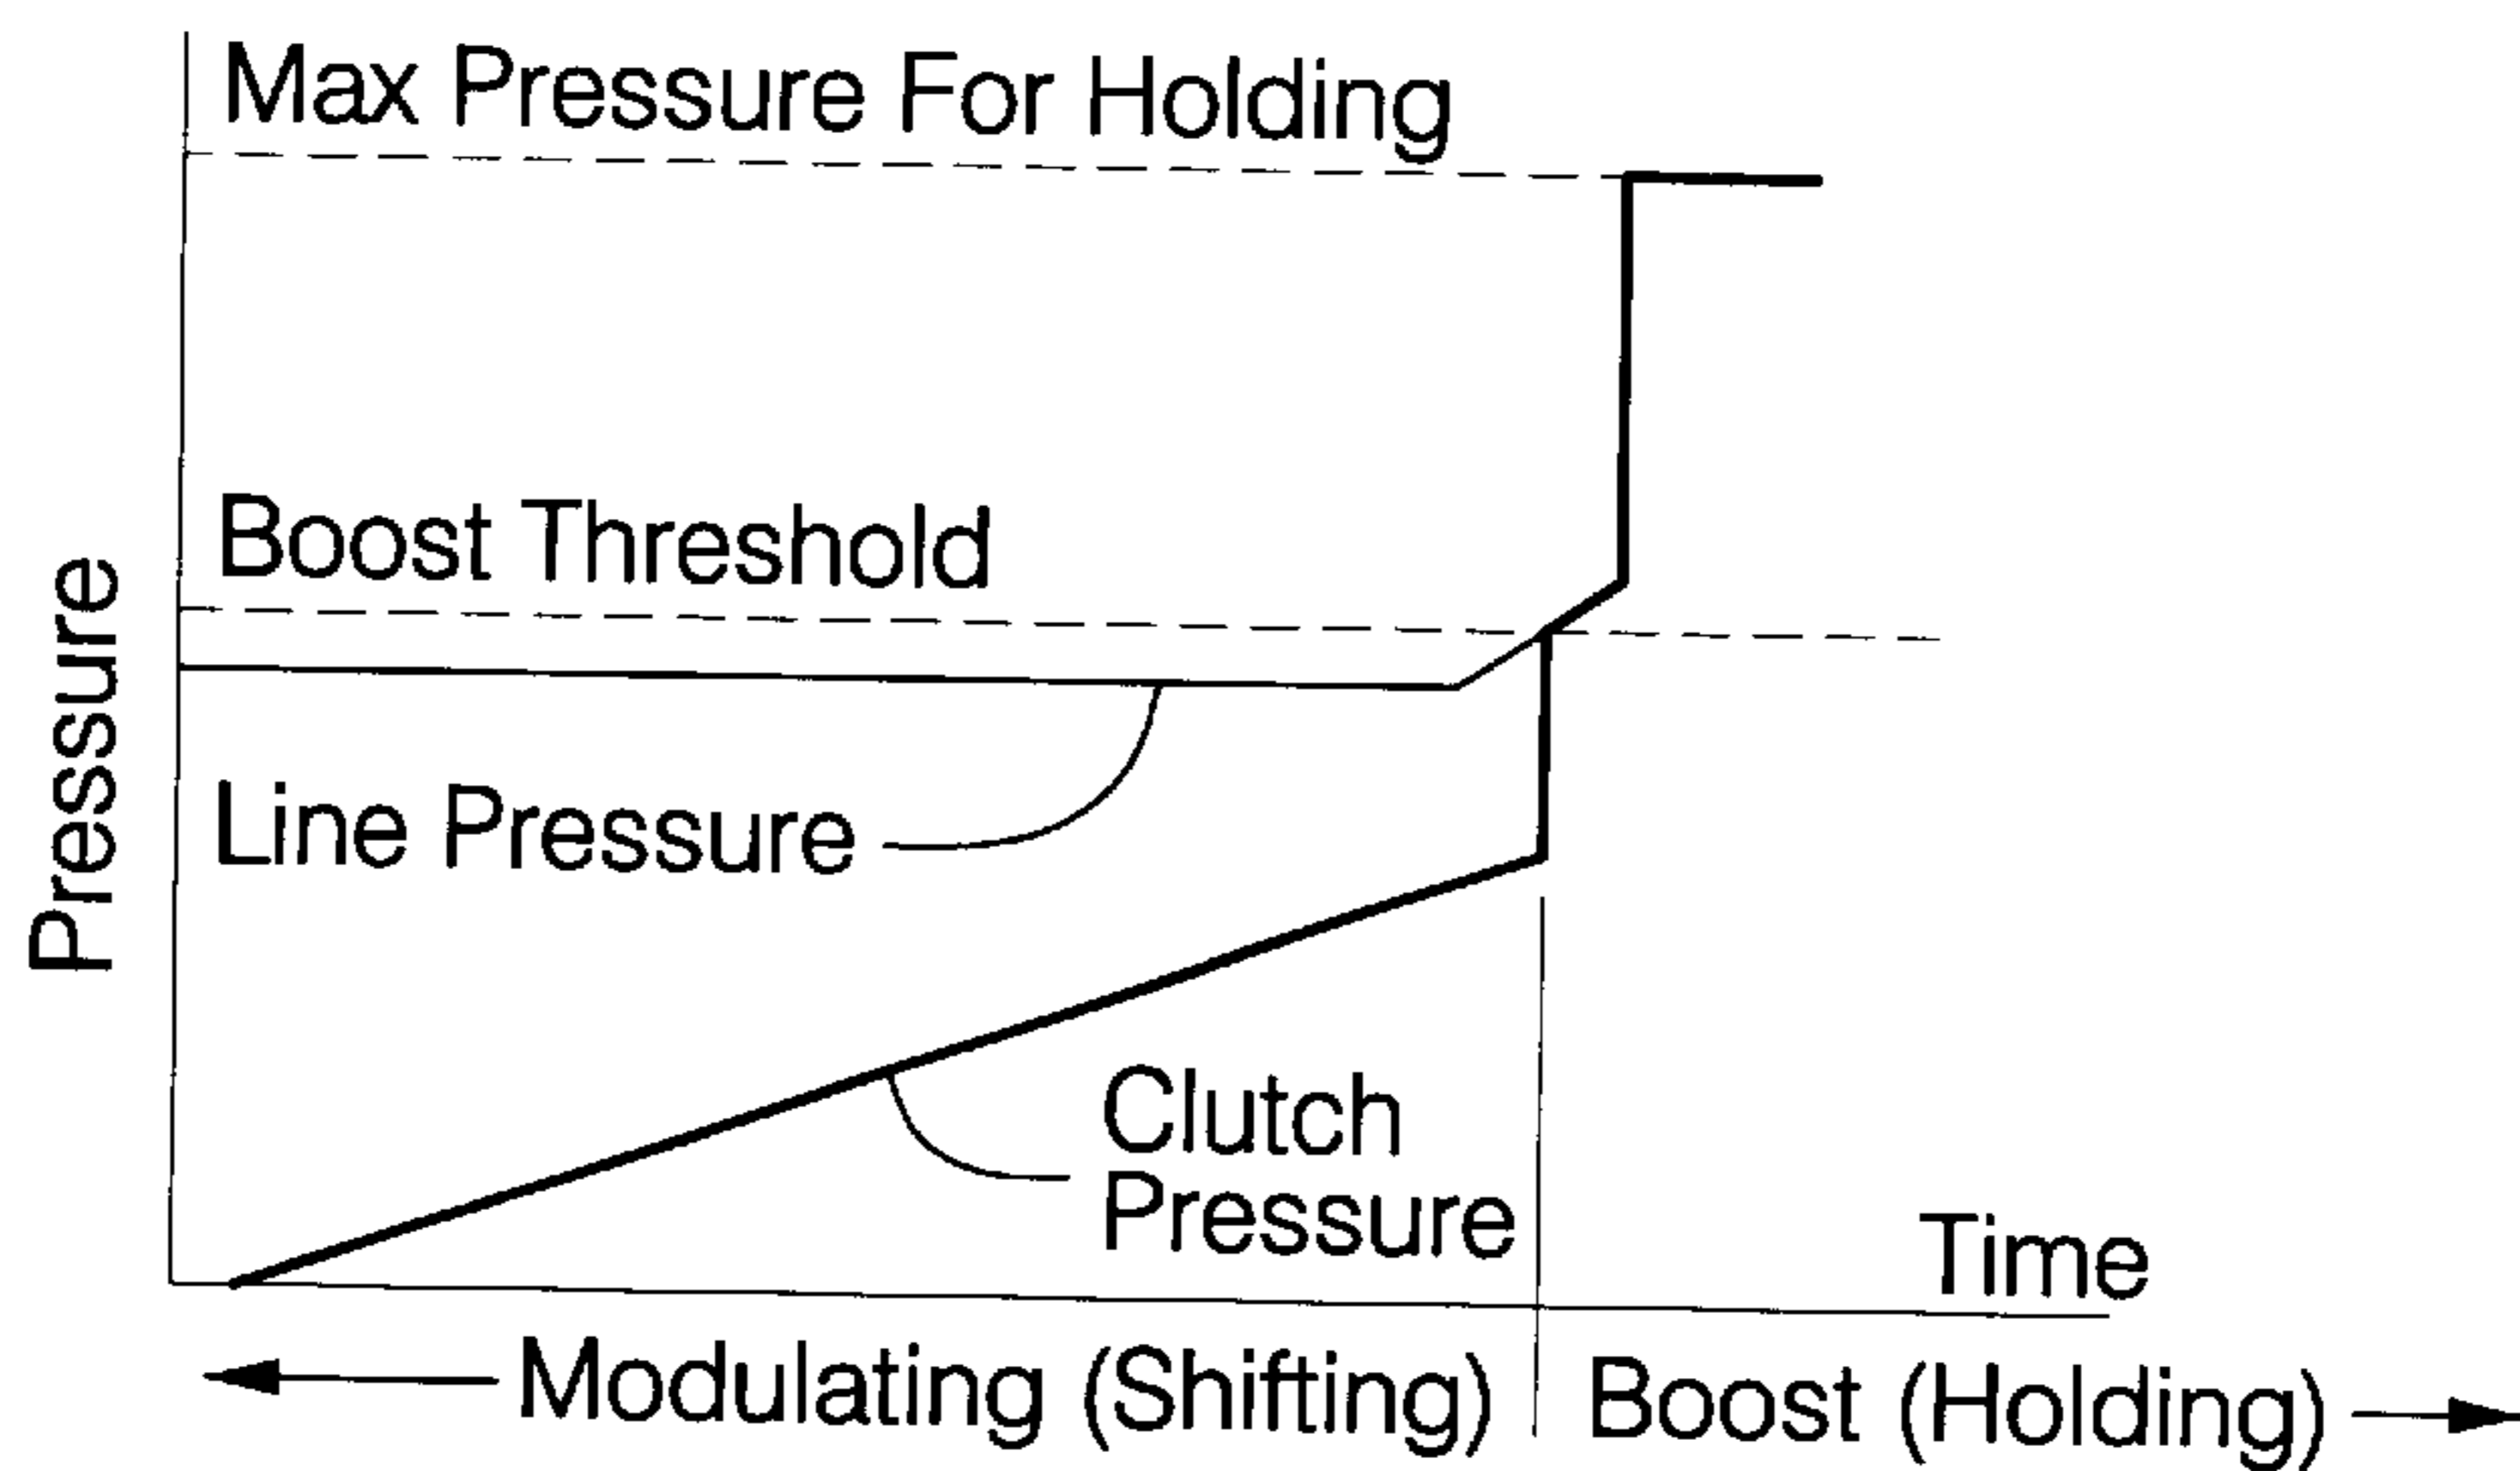 Max Pressure For Holding
Boost Threshold
Pressure
Line Pressure
Clutch
Pressure
Time
Modulating (Shifting)
Boost (Holding)